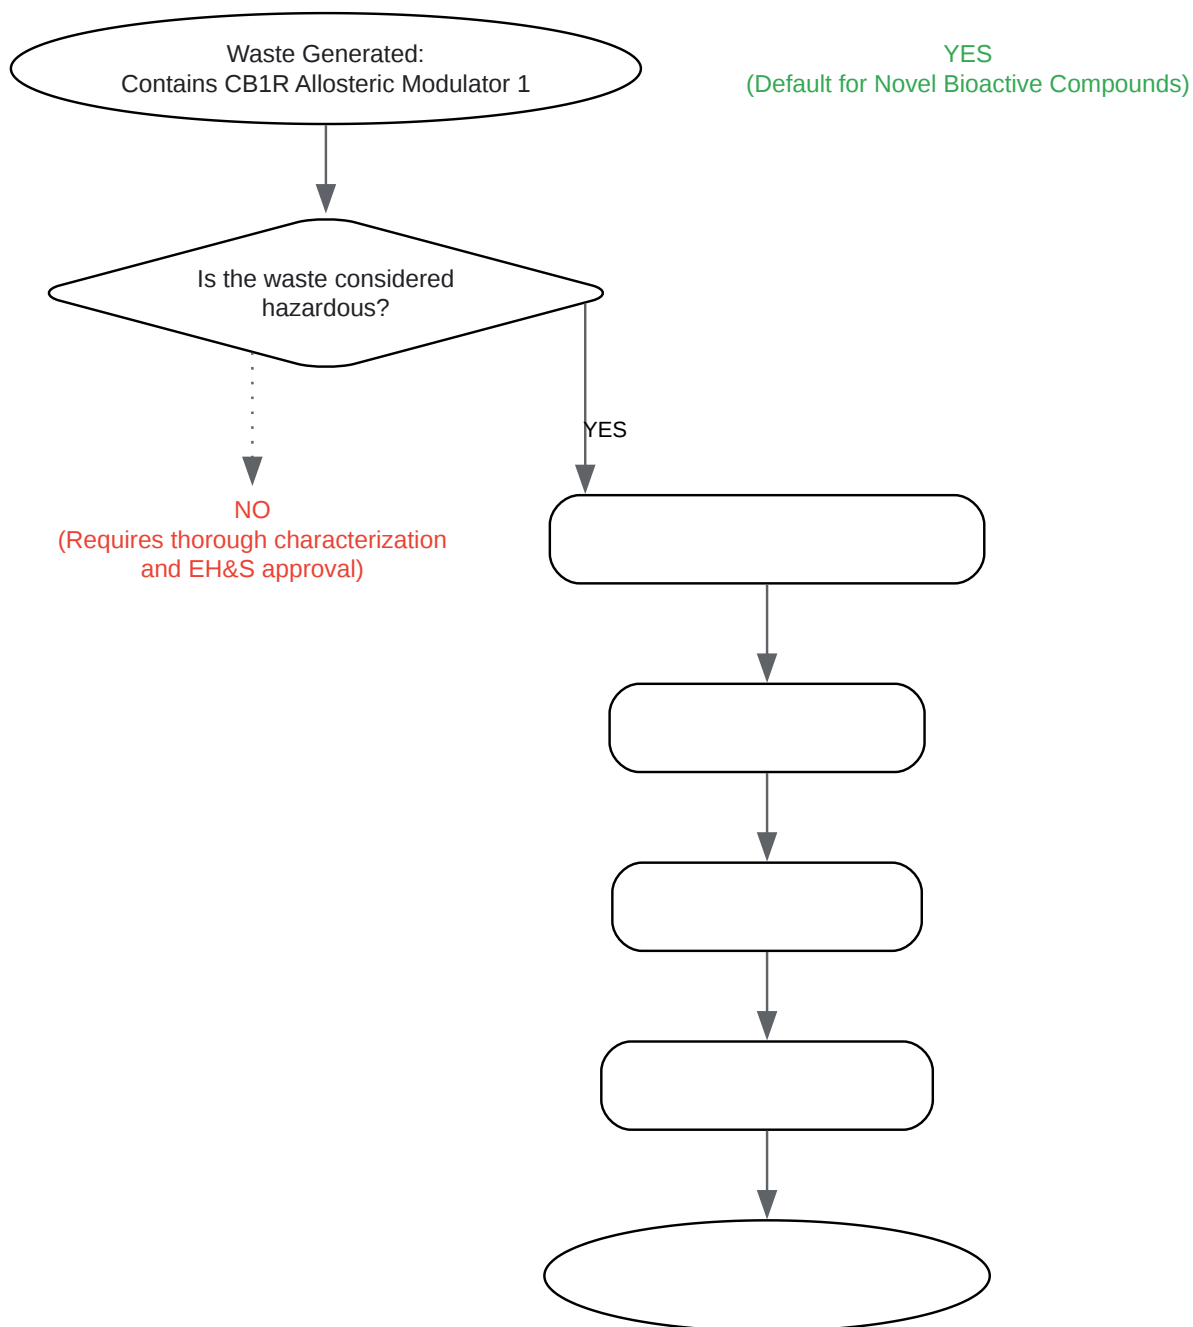 Waste Generated:
Contains CB1R Allosteric Modulator 1
YES
(Default for Novel Bioactive Compounds)
Is the waste considered
hazardous?
YES
NO
(Requires thorough characterization
and EH&S approval)